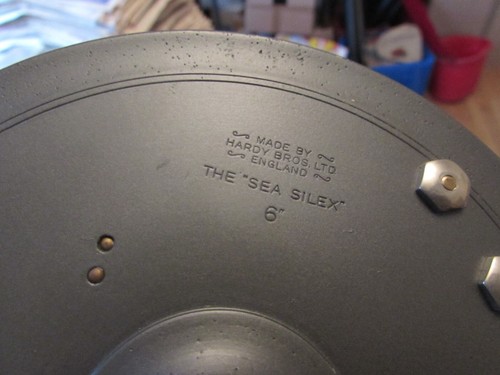 MADE BY
HARDY BROS. LTD
ENGLAND
THE "SEA SILEX"
6"